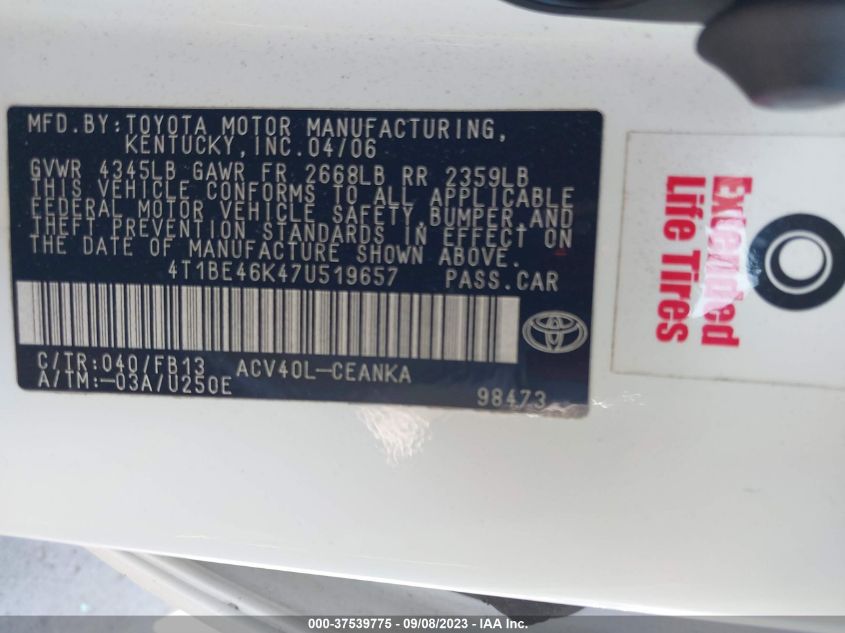 MFD.BY:TOYOTA MOTOR MANUFACTURING,
KENTUCKY,INC.04/06
GVWR 4345LB GAWR FR 2668LB RR 2359LB
THIS VEHICLE CONFORMS TO ALL APPLICABLE
FEDERAL MOTOR VEHICLE SAFETY,BUMPER,AND
THEFT PREVENTION STANDARDS IN EFFECT ON
THE DATE OF MANUFACTURE SHOWN ABOVE.
4T1BE46K47U519657 PASS.CAR
C/TR:040/FB13 ACV40L-CEANKA
A/TM:-03A/U250E
98473
Extended
Life Tires
000-37539775 - 09/08/2023 - IAA Inc.